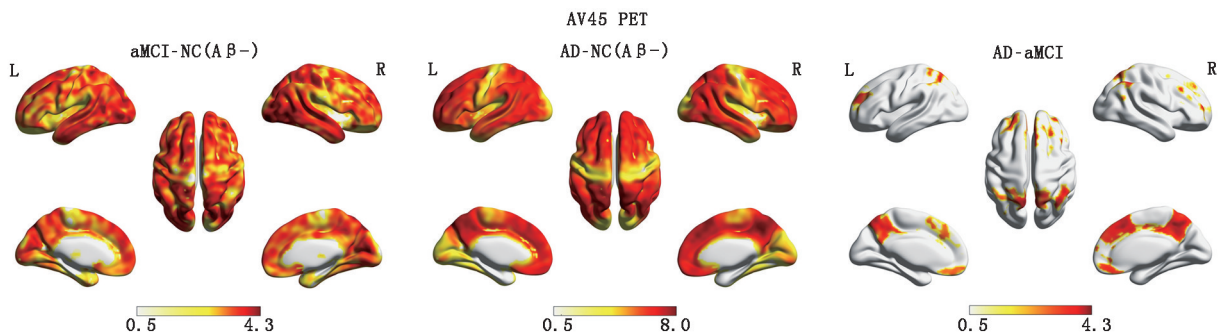 AV45 PET
aMCI-NC(Aβ-)
AD-NC(Aβ-)
AD-aMCI
L
R
L
R
L
R
0.5
4.3
0.5
8.0
0.5
4.3